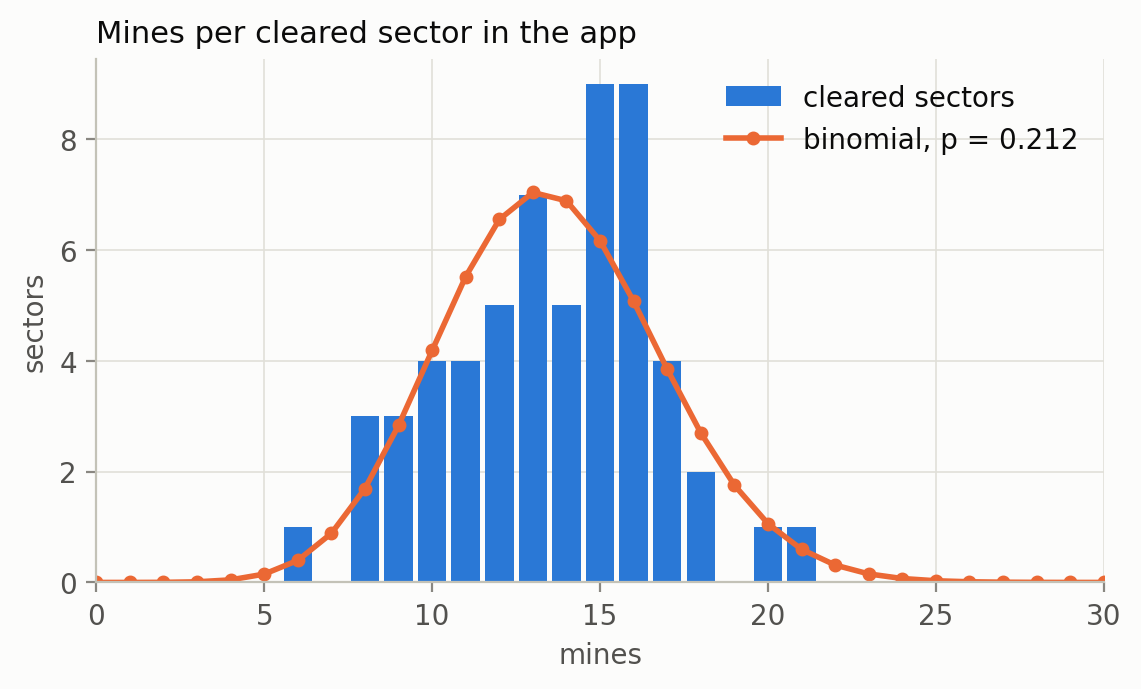 Mines per cleared sector in the app
cleared sectors
binomial, p = 0.212
sectors
8
6
4
2
0
0 5 10 15 20 25 30
mines